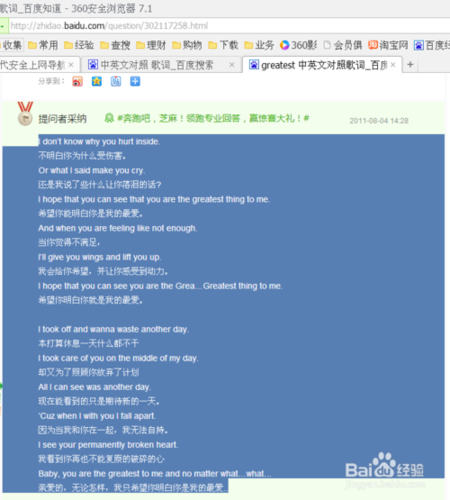 歌词_百度知道 - 360安全浏览器 7.1
http://zhidao.baidu.com/question/302117258.html
收集 常用 经验 查搜 理财 购物 下载 业务 360影 会员俱 淘宝网 百度经
代安全上网导航 中英文对照 歌词_百度搜索 greatest 中英文对照歌词_百度
分享到：
提问者采纳 #奔跑吧，芝麻！领跑专业回答，赢惊喜大礼！# 2011-08-04 14:28
I don't know why you hurt inside.
不明白你为什么受伤害。
Or what I said make you cry.
还是我说了些什么让你落泪的话?
I hope that you can see that you are the greatest thing to me.
希望你能明白你是我的最爱。
And when you are feeling like not enough.
当你觉得不满足，
I'll give you wings and lift you up.
我会给你希望，并让你感受到动力。
I hope that you can see you are the Grea...Greatest thing to me.
希望你明白你就是我的最爱。
I took off and wanna waste another day.
本打算休息一天什么都不干
I took care of you on the middle of my day.
却又为了照顾你放弃了计划
All I can see was another day.
现在能看到的只是期待新的一天。
'Cuz when I with you I fall apart.
因为当我和你在一起，我无法自持。
I see your permanently broken heart.
我看到你再也不能复原的破碎的心
Baby, you are the greatest to me and no matter what...what...
亲爱的，无论怎样，我只希望你明白你是我的最爱
Baidu经验
jingyan.baidu.com